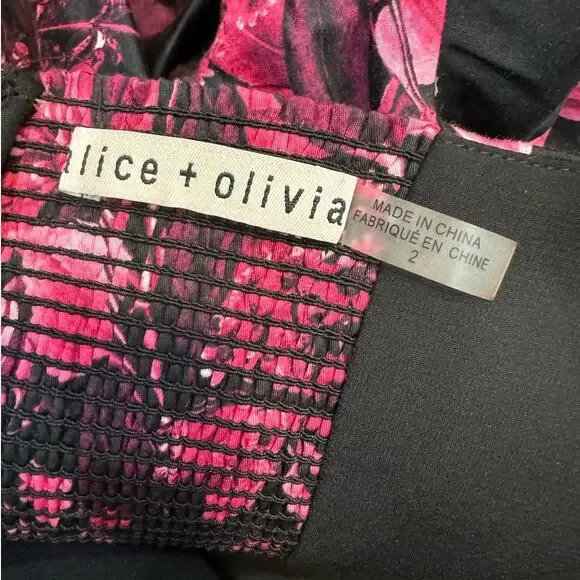 alice + olivia
MADE IN CHINA
FABRIQUÉ EN CHINE
2